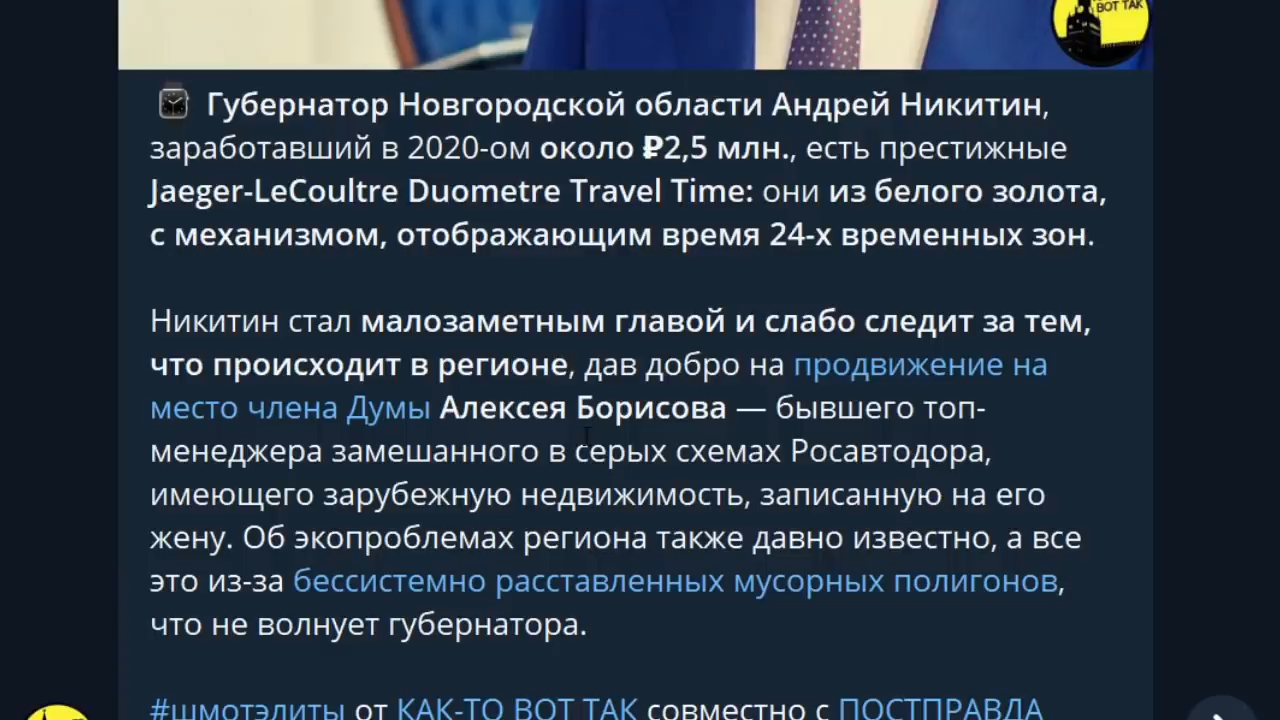 ВОТ ТАК
Губернатор Новгородской области Андрей Никитин,
заработавший в 2020-ом около ₽2,5 млн., есть престижные
Jaeger-LeCoultre Duometre Travel Time: они из белого золота,
с механизмом, отображающим время 24-х временных зон.
Никитин стал малозаметным главой и слабо следит за тем,
что происходит в регионе, дав добро на продвижение на
место члена Думы Алексея Борисова — бывшего топ-
менеджера замешанного в серых схемах Росавтодора,
имеющего зарубежную недвижимость, записанную на его
жену. Об экопроблемах региона также давно известно, а все
это из-за бессистемно расставленных мусорных полигонов,
что не волнует губернатора.
#шмотэлиты от КАК-ТО ВОТ ТАК совместно с ПОСТПРАВДА